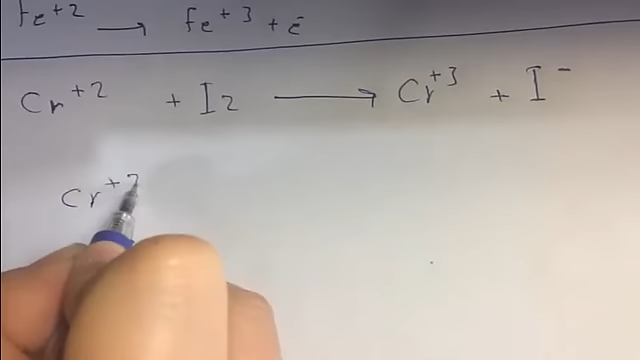 Fe+2 → Fe+3 + e-
Cr+2 + I2 → Cr+3 + I-
Cr+2